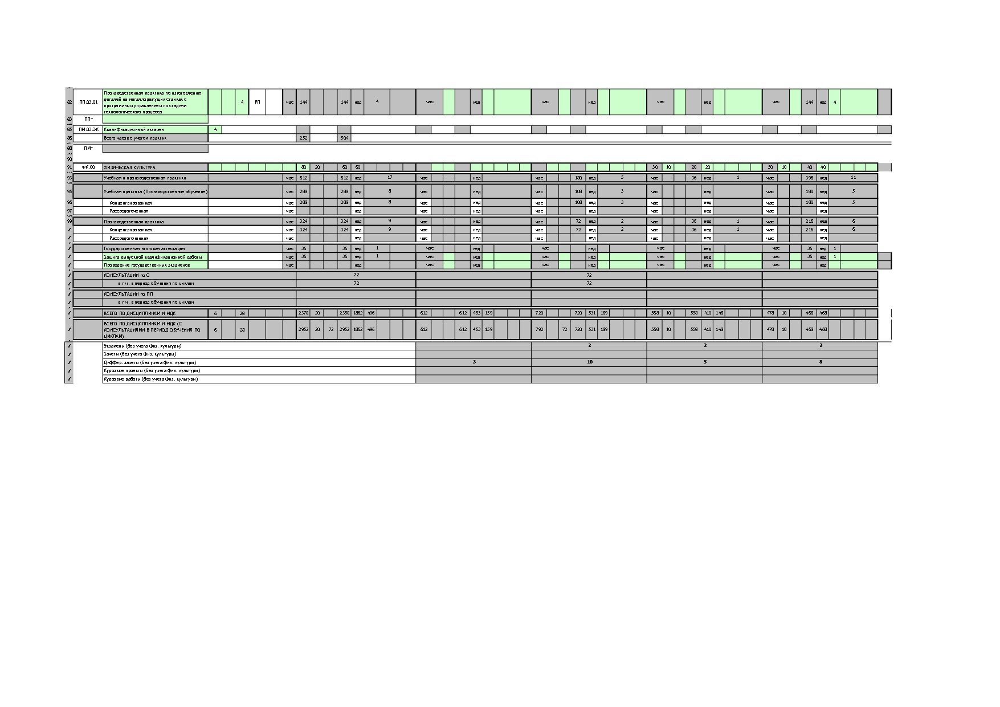 Производственная практика по изготовлению
деталей на металлорежущих станках с
программным управлением по стадиям
технологического процесса
82 ПП.03.01 4 РП час 144 144 нед 4 час нед час нед час нед час 144 нед 4
83 ПП*
85 ПМ.03.ЭК Квалификационный экзамен 4
86 Всего часов с учетом практик 252 504
88 ПМ*
90
91 ФК.00 ФИЗИЧЕСКАЯ КУЛЬТУРА 80 20 60 60 30 10 20 20 50 10 40 40
93 Учебная и производственная практики час 612 612 нед 17 час нед час 180 нед 5 час 36 нед 1 час 396 нед 11
95 Учебная практика (Производственное обучение) час 288 288 нед 8 час нед час 108 нед 3 час нед час 180 нед 5
96 Концентрированная час 288 288 нед 8 час нед час 108 нед 3 час нед час 180 нед 5
97 Рассредоточенная час нед час нед час нед час нед час нед
99 Производственная практика час 324 324 нед 9 час нед час 72 нед 2 час 36 нед 1 час 216 нед 6
# Концентрированная час 324 324 нед 9 час нед час 72 нед 2 час 36 нед 1 час 216 нед 6
# Рассредоточенная час нед час нед час нед час нед час нед
# Государственная итоговая аттестация час 36 36 нед 1 час нед час нед час нед час 36 нед 1
# Защита выпускной квалификационной работы час 36 36 нед 1 час нед час нед час нед час 36 нед 1
# Проведение государственных экзаменов час нед час нед час нед час нед час нед
# КОНСУЛЬТАЦИИ по О 72 72
# в т.ч. в период обучения по циклам 72 72
# КОНСУЛЬТАЦИИ по ПП
# в т.ч. в период обучения по циклам
# ВСЕГО ПО ДИСЦИПЛИНАМ И МДК 6 28 2378 20 2358 1862 496 612 612 453 159 720 720 531 189 568 10 558 410 148 478 10 468 468
ВСЕГО ПО ДИСЦИПЛИНАМ И МДК (С
КОНСУЛЬТАЦИЯМИ В ПЕРИОД ОБУЧЕНИЯ ПО
ЦИКЛАМ)
# 6 28 2952 20 72 2952 1862 496 612 612 453 159 792 72 720 531 189 568 10 558 410 148 478 10 468 468
# Экзамены (без учета физ. культуры) 2 2 2
# Зачеты (без учета физ. культуры)
# Диффер. зачеты (без учета физ. культуры) 3 10 5 8
# Курсовые проекты (без учета физ. культуры)
# Курсовые работы (без учета физ. культуры)